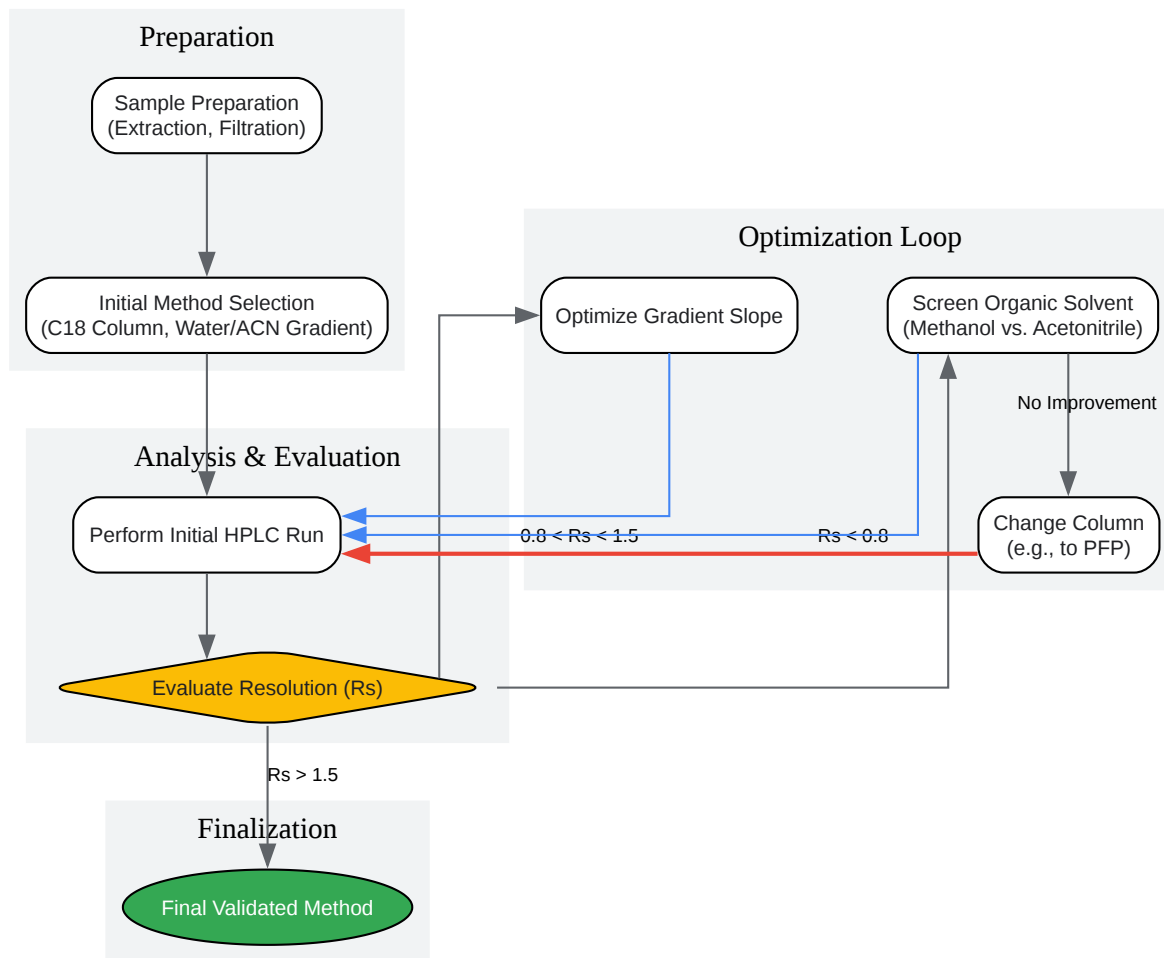 Preparation
Sample Preparation
(Extraction, Filtration)
Initial Method Selection
(C18 Column, Water/ACN Gradient)
Optimization Loop
Optimize Gradient Slope
Screen Organic Solvent
(Methanol vs. Acetonitrile)
No Improvement
Change Column
(e.g., to PFP)
Analysis & Evaluation
Perform Initial HPLC Run
0.8 < Rs < 1.5
Rs < 0.8
Evaluate Resolution (Rs)
Rs > 1.5
Finalization
Final Validated Method